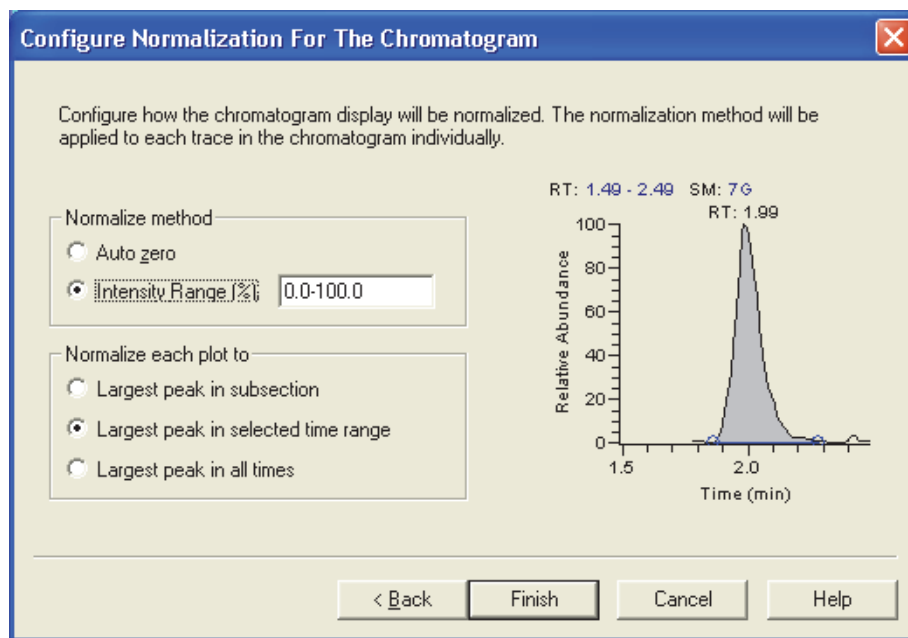 Configure Normalization For The Chromatogram
Configure how the chromatogram display will be normalized. The normalization method will be
applied to each trace in the chromatogram individually.
Normalize method
Auto zero
Intensity Range (%):
0.0-100.0
Normalize each plot to
Largest peak in subsection
Largest peak in selected time range
Largest peak in all times
RT: 1.49 - 2.49 SM: 7G
RT: 1.99
100
80
60
40
20
0
Relative Abundance
1.5
2.0
Time (min)
< Back
Finish
Cancel
Help